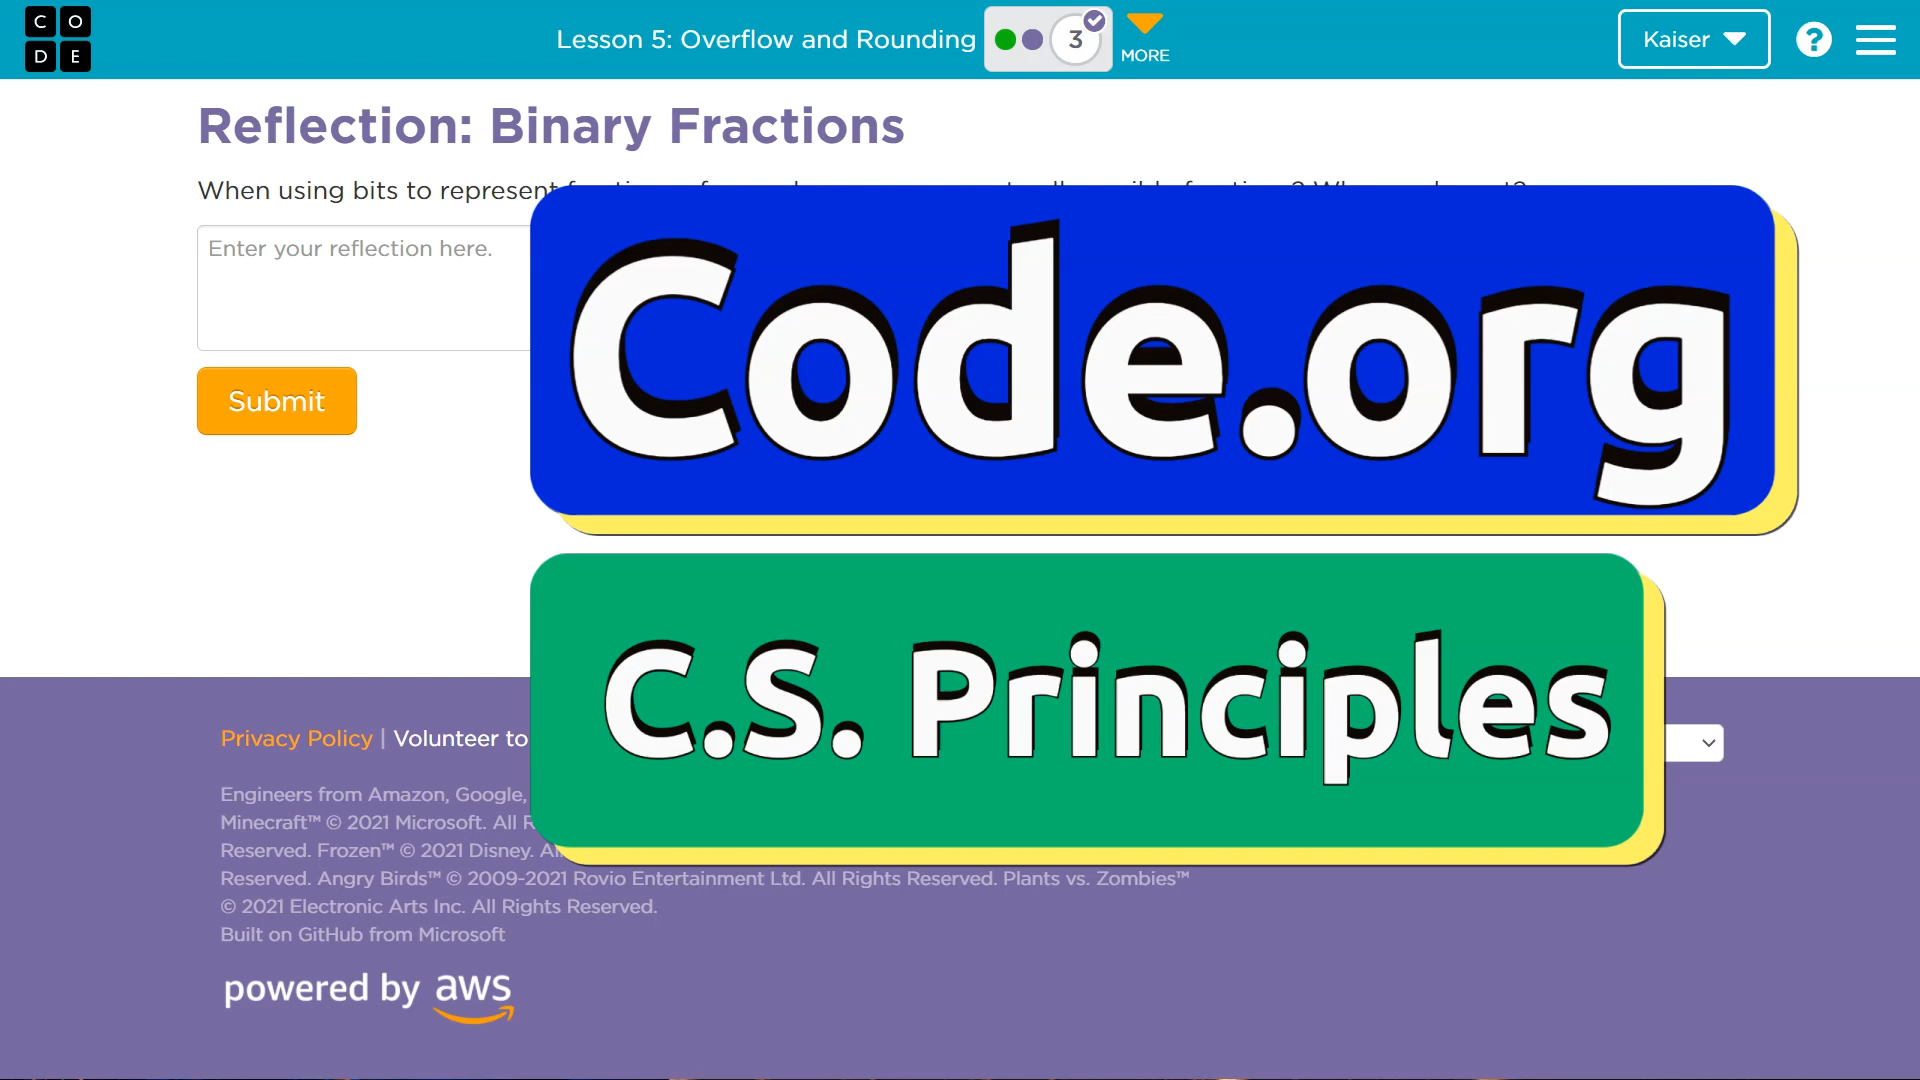 C O
D E
Lesson 5: Overflow and Rounding
3
MORE
Kaiser
?
Reflection: Binary Fractions
When using bits to represent
Enter your reflection here.
Submit
Code.org
C.S. Principles
Privacy Policy | Volunteer to
Engineers from Amazon, Google,
Minecraft™ © 2021 Microsoft. All R
Reserved. Frozen™ © 2021 Disney. Al
Reserved. Angry Birds™ © 2009-2021 Rovio Entertainment Ltd. All Rights Reserved. Plants vs. Zombies™
© 2021 Electronic Arts Inc. All Rights Reserved.
Built on GitHub from Microsoft
powered by aws